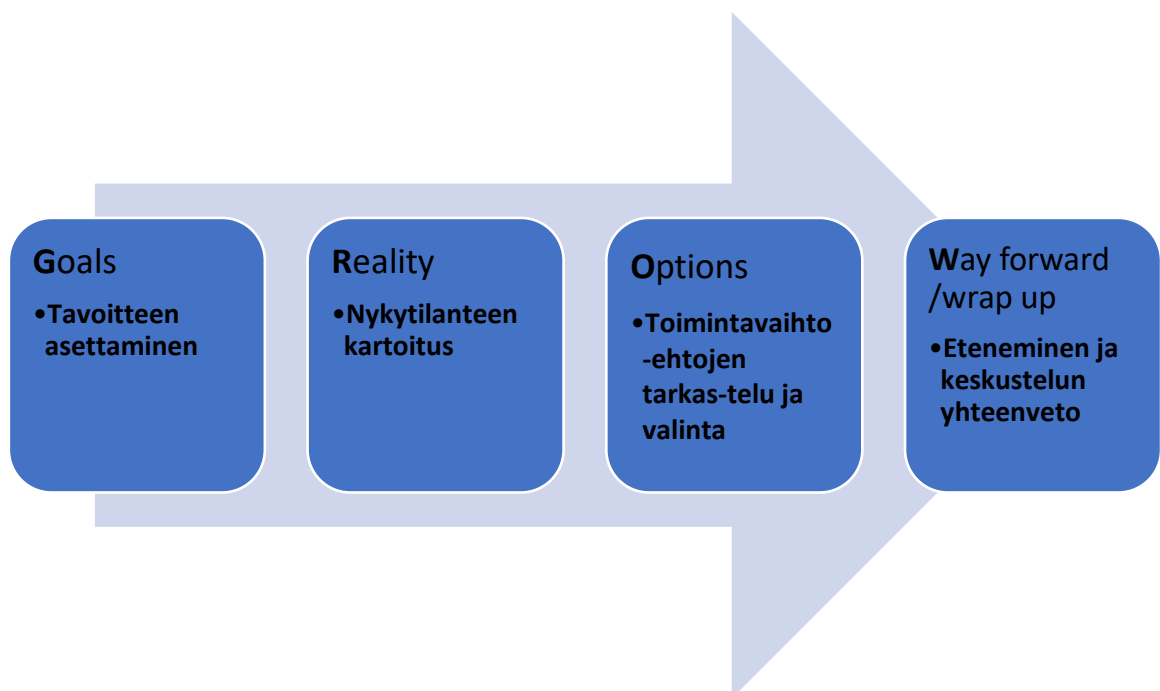 Goals
•Tavoitteen
asettaminen
Reality
•Nykytilanteen
kartoitus
Options
•Toimintavaihto
-ehtojen
tarkas-telu ja
valinta
Way forward
/wrap up
•Eteneminen ja
keskustelun
yhteenveto